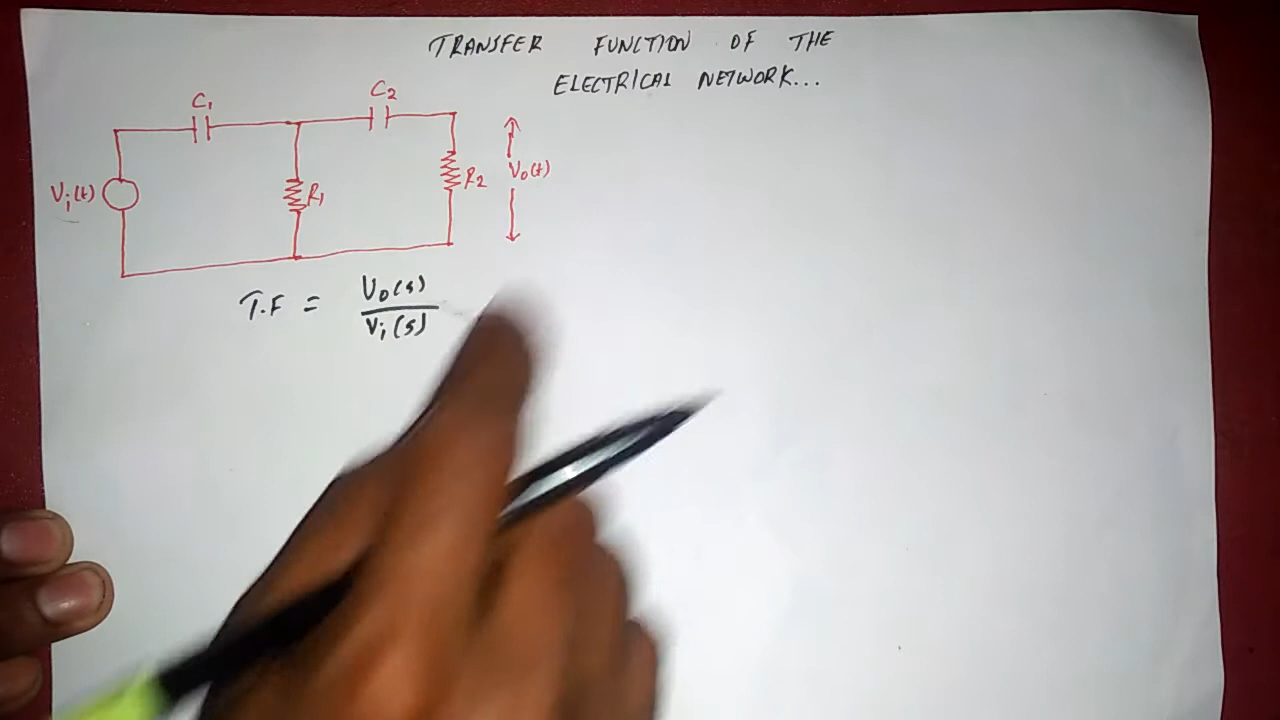 TRANSFER FUNCTION OF THE
ELECTRICAL NETWORK...
C1
C2
Vi(t)
R1
R2
Vo(t)
T.F = Vo(s)
Vi(s)